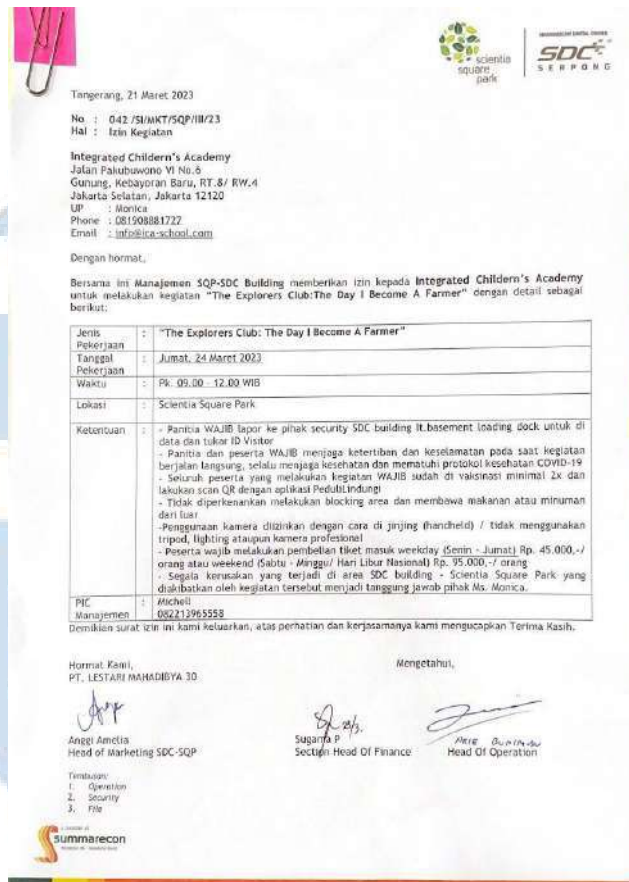 scientia
square
park
SUMMARECON DIGITAL CENTER
SDC
SERPONG
Tangerang, 21 Maret 2023
No : 042 /SI/MKT/SQP/III/23
Hal : Izin Kegiatan
Integrated Childern's Academy
Jalan Pakubuwono VI No.6
Gunung, Kebayoran Baru, RT.8/ RW.4
Jakarta Selatan, Jakarta 12120
UP : Monica
Phone : 081908881727
Email : info@ica-school.com
Dengan hormat,
Bersama ini Manajemen SQP-SDC Building memberikan izin kepada Integrated Childern's Academy
untuk melakukan kegiatan "The Explorers Club:The Day I Become A Farmer" dengan detail sebagai
berikut:
Jenis Pekerjaan : "The Explorers Club: The Day I Become A Farmer"
Tanggal Pekerjaan : Jumat, 24 Maret 2023
Waktu : Pk. 09.00 - 12.00 WIB
Lokasi : Scientia Square Park
Ketentuan : - Panitia WAJIB lapor ke pihak security SDC building lt.basement loading dock untuk di
data dan tukar ID Visitor
- Panitia dan peserta WAJIB menjaga ketertiban dan keselamatan pada saat kegiatan
berjalan langsung, selalu menjaga kesehatan dan mematuhi protokol kesehatan COVID-19
- Seluruh peserta yang melakukan kegiatan WAJIB sudah di vaksinasi minimal 2x dan
lakukan scan QR dengan aplikasi PeduliLindungi
- Tidak diperkenankan melakukan blocking area dan membawa makanan atau minuman
dari luar
-Penggunaan kamera diizinkan dengan cara di jinjing (handheld) / tidak menggunakan
tripod, lighting ataupun kamera profesional
- Peserta wajib melakukan pembelian tiket masuk weekday (Senin - Jumat) Rp. 45.000,-/
orang atau weekend (Sabtu - Minggu/ Hari Libur Nasional) Rp. 95.000,-/ orang
- Segala kerusakan yang terjadi di area SDC building - Scientia Square Park yang
diakibatkan oleh kegiatan tersebut menjadi tanggung jawab pihak Ms. Monica.
PIC Manajemen : Michell
082213965558
Demikian surat izin ini kami keluarkan, atas perhatian dan kerjasamanya kami mengucapkan Terima Kasih.
Hormat Kami,
PT. LESTARI MAHADIBYA 30
Mengetahui,
Anggi Amelia
Head of Marketing SDC-SQP
Suganta P
Section Head Of Finance
Head Of Operation
Tembusan:
1. Operation
2. Security
3. File
summarecon